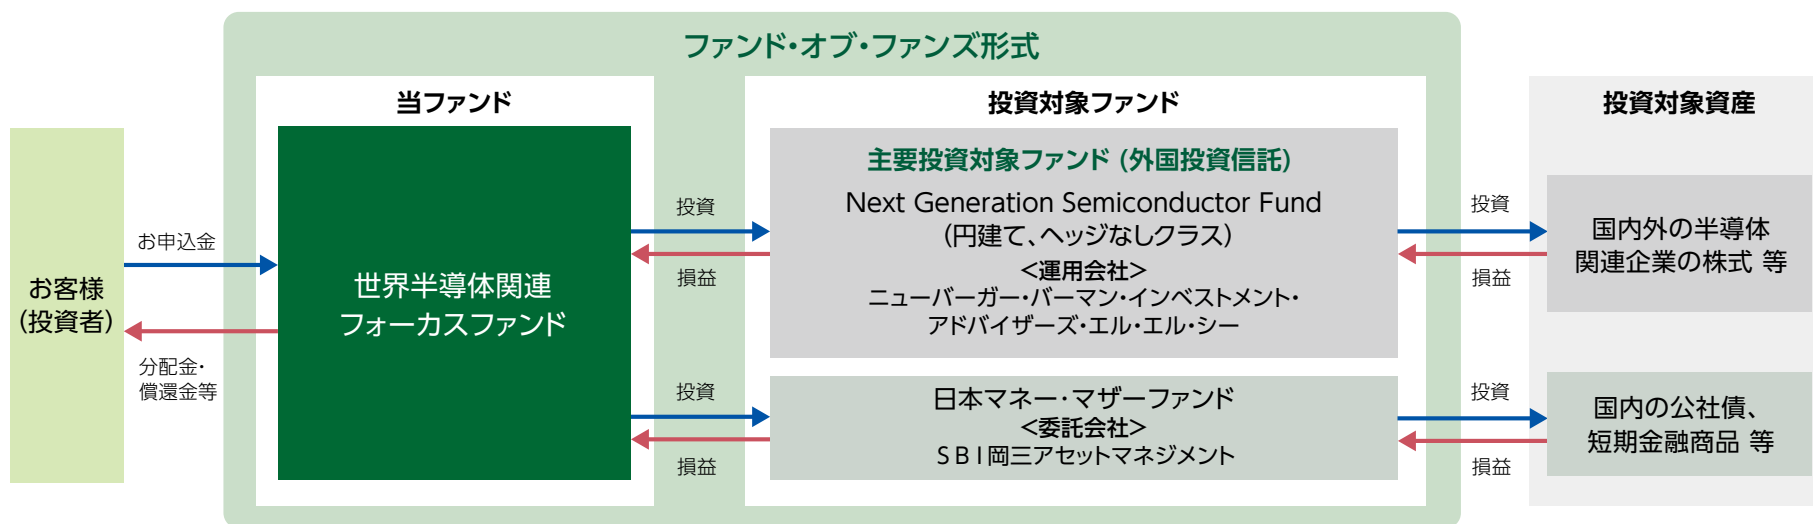 ファンド・オブ・ファンズ形式
当ファンド
投資対象ファンド
投資対象資産
お客様
(投資者)
お申込金
分配金・
償還金等
世界半導体関連
フォーカスファンド
投資
損益
投資
損益
主要投資対象ファンド (外国投資信託)
Next Generation Semiconductor Fund
(円建て、ヘッジなしクラス)
<運用会社>
ニューバーガー・バーマン・インベストメント・
アドバイザーズ・エル・エル・シー
日本マネー・マザーファンド
<委託会社>
SBI岡三アセットマネジメント
投資
損益
投資
損益
国内外の半導体
関連企業の株式 等
国内の公社債、
短期金融商品 等